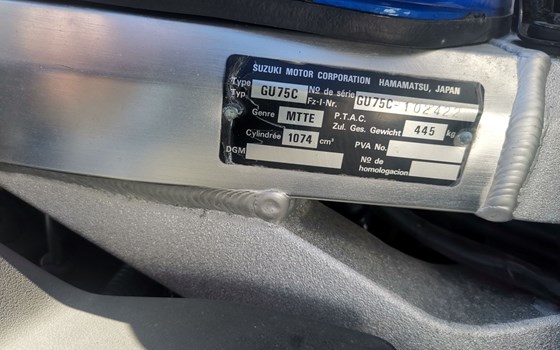 SUZUKI MOTOR CORPORATION HAMAMATSU, JAPAN
Type
Typ. GU75C Nº de série
Fz-I-Nr. GU75C-102422
Genre MTTE P.T.A.C.
Zul. Ges. Gewicht 445 kg
Cylindrée 1074 cm³ PVA No.
DGM Nº de
homologacion